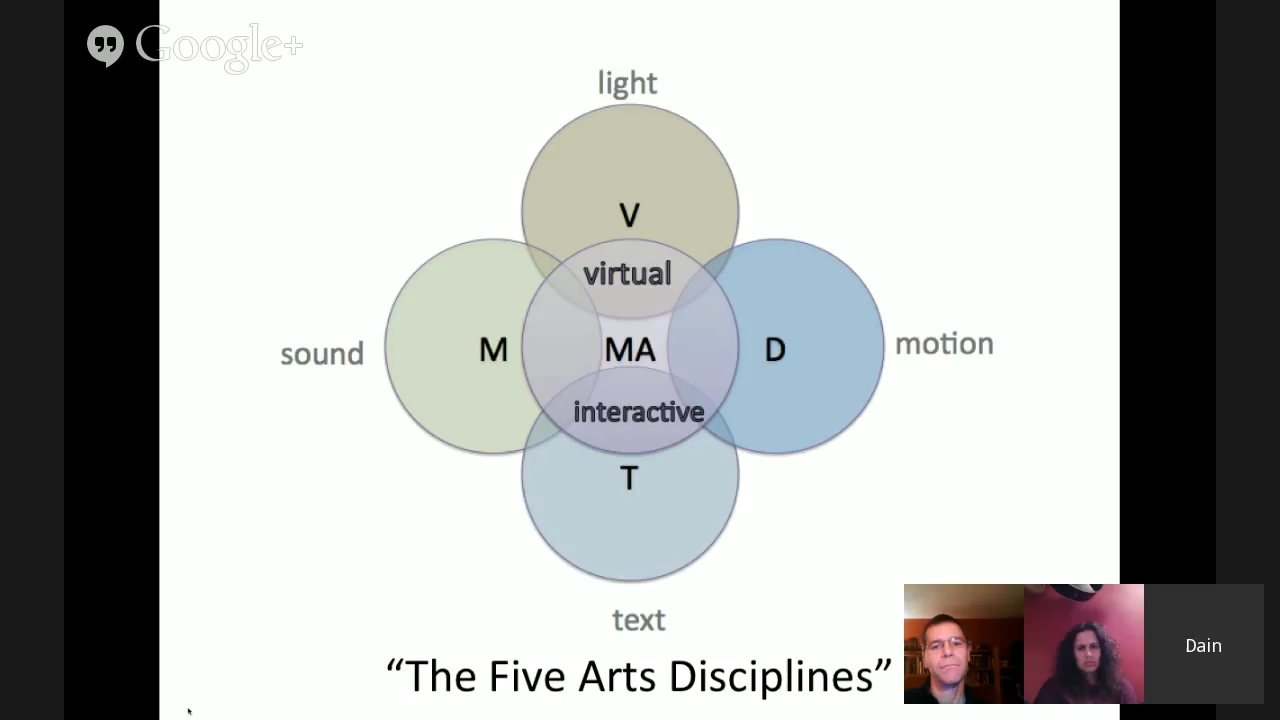 Google+
light
V
virtual
sound
M
MA
D
motion
interactive
T
text
Dain
“The Five Arts Disciplines”